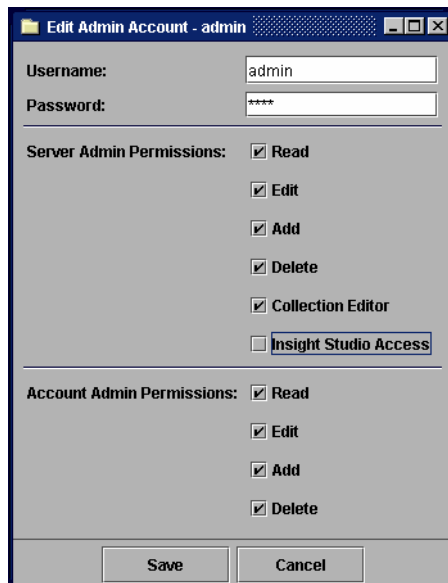 Edit Admin Account - admin
Username: admin
Password: ****
Server Admin Permissions: Read
Edit
Add
Delete
Collection Editor
Insight Studio Access
Account Admin Permissions: Read
Edit
Add
Delete
Save Cancel